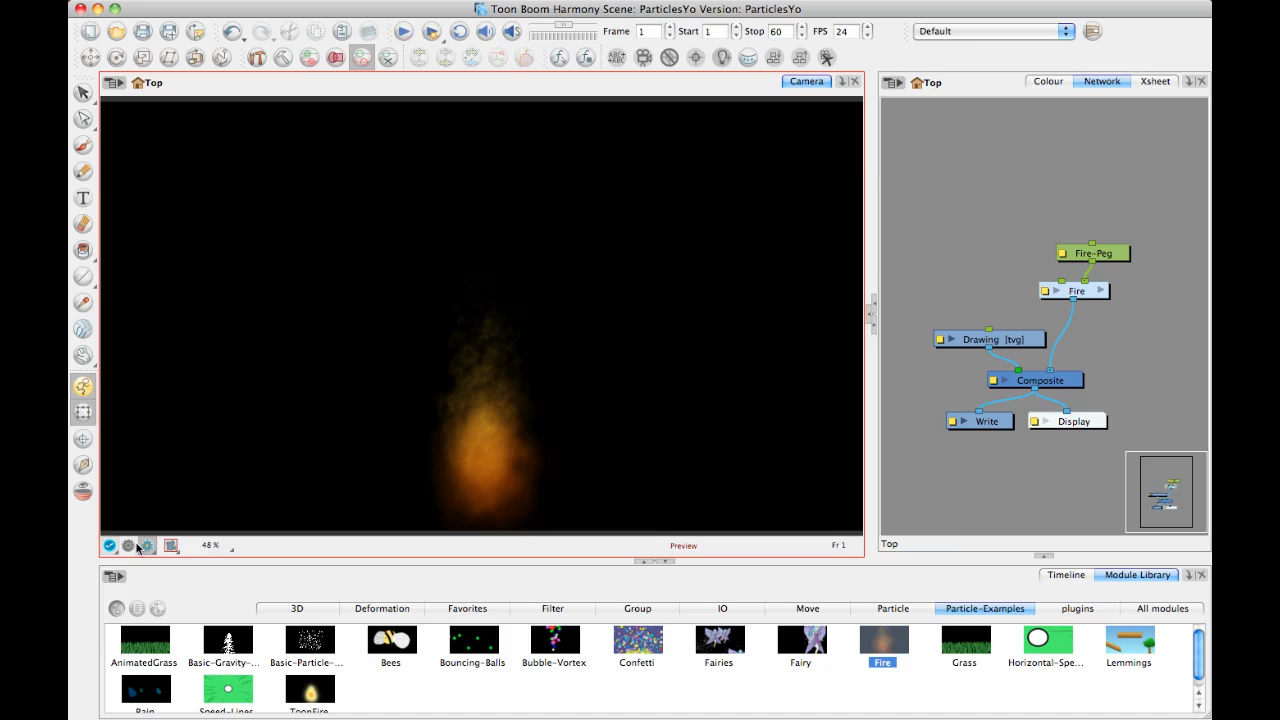 Toon Boom Harmony Scene: ParticlesYo Version: ParticlesYo
Frame 1 Start 1 Stop 60 FPS 24 Default
Top Camera
Top Colour Network Xsheet
T
Fire-Peg
Fire
Drawing [tvg]
Composite
Write Display
48 % Preview Fr 1
Top
Timeline Module Library
3D Deformation Favorites Filter Group IO Move Particle Particle-Examples plugins All modules
AnimatedGrass Basic-Gravity-... Basic-Particle-... Bees Bouncing-Balls Bubble-Vortex Confetti Fairies Fairy Fire Grass Horizontal-Spe... Lemmings
Rain Speed-Lines ToonFire